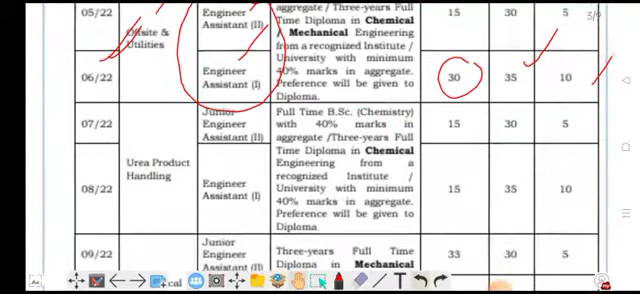 aggregate / Three-years Full
05/22
Engineer
Time Diploma in Chemical
15
30
5
3/9
Offsite &
Assistant (II)
/ Mechanical Engineering
Utilities
from a recognized Institute /
University with minimum
06/22
Engineer
40% marks in aggregate.
30
35
10
Assistant (I)
Preference will be given to
Diploma.
Junior
Full Time B.Sc. (Chemistry)
07/22
Engineer
with 40% marks in
15
30
5
Assistant (II)
aggregate /Three-years Full
Time Diploma in Chemical
Urea Product
Engineering from a
Handling
recognized Institute /
08/22
Engineer
University with minimum
15
35
10
Assistant (I)
40% marks in aggregate.
Preference will be given to
Diploma
Junior
09/22
Engineer
Three-years Full Time
33
30
5
Assistant (II)
Diploma in Mechanical
cal